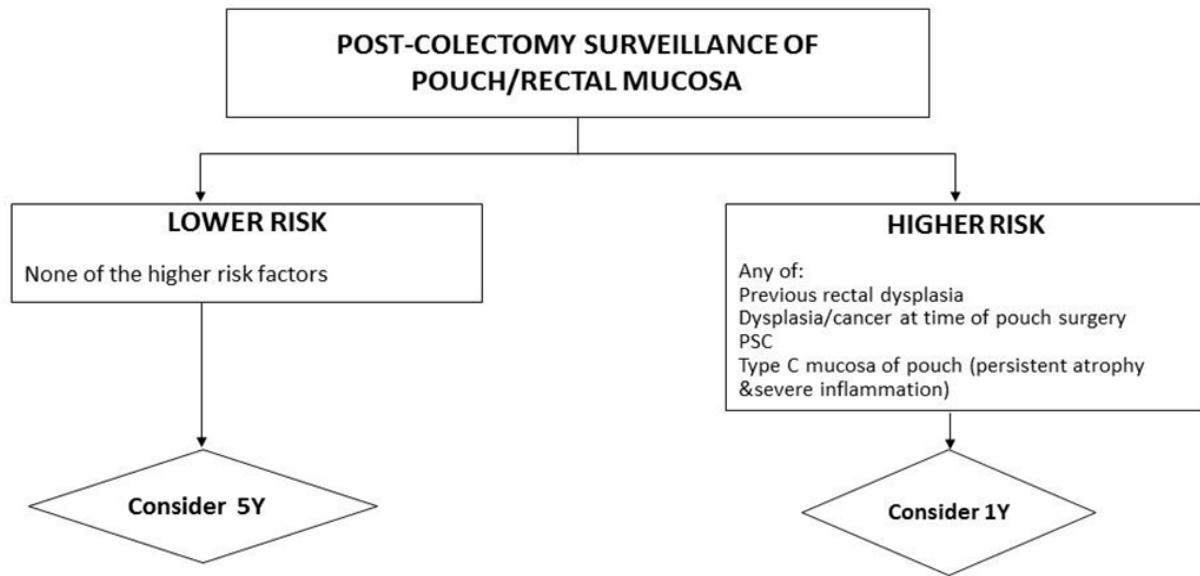 POST-COLECTOMY SURVEILLANCE OF
POUCH/RECTAL MUCOSA
LOWER RISK
None of the higher risk factors
HIGHER RISK
Any of:
Previous rectal dysplasia
Dysplasia/cancer at time of pouch surgery
PSC
Type C mucosa of pouch (persistent atrophy
&severe inflammation)
Consider 5Y
Consider 1Y